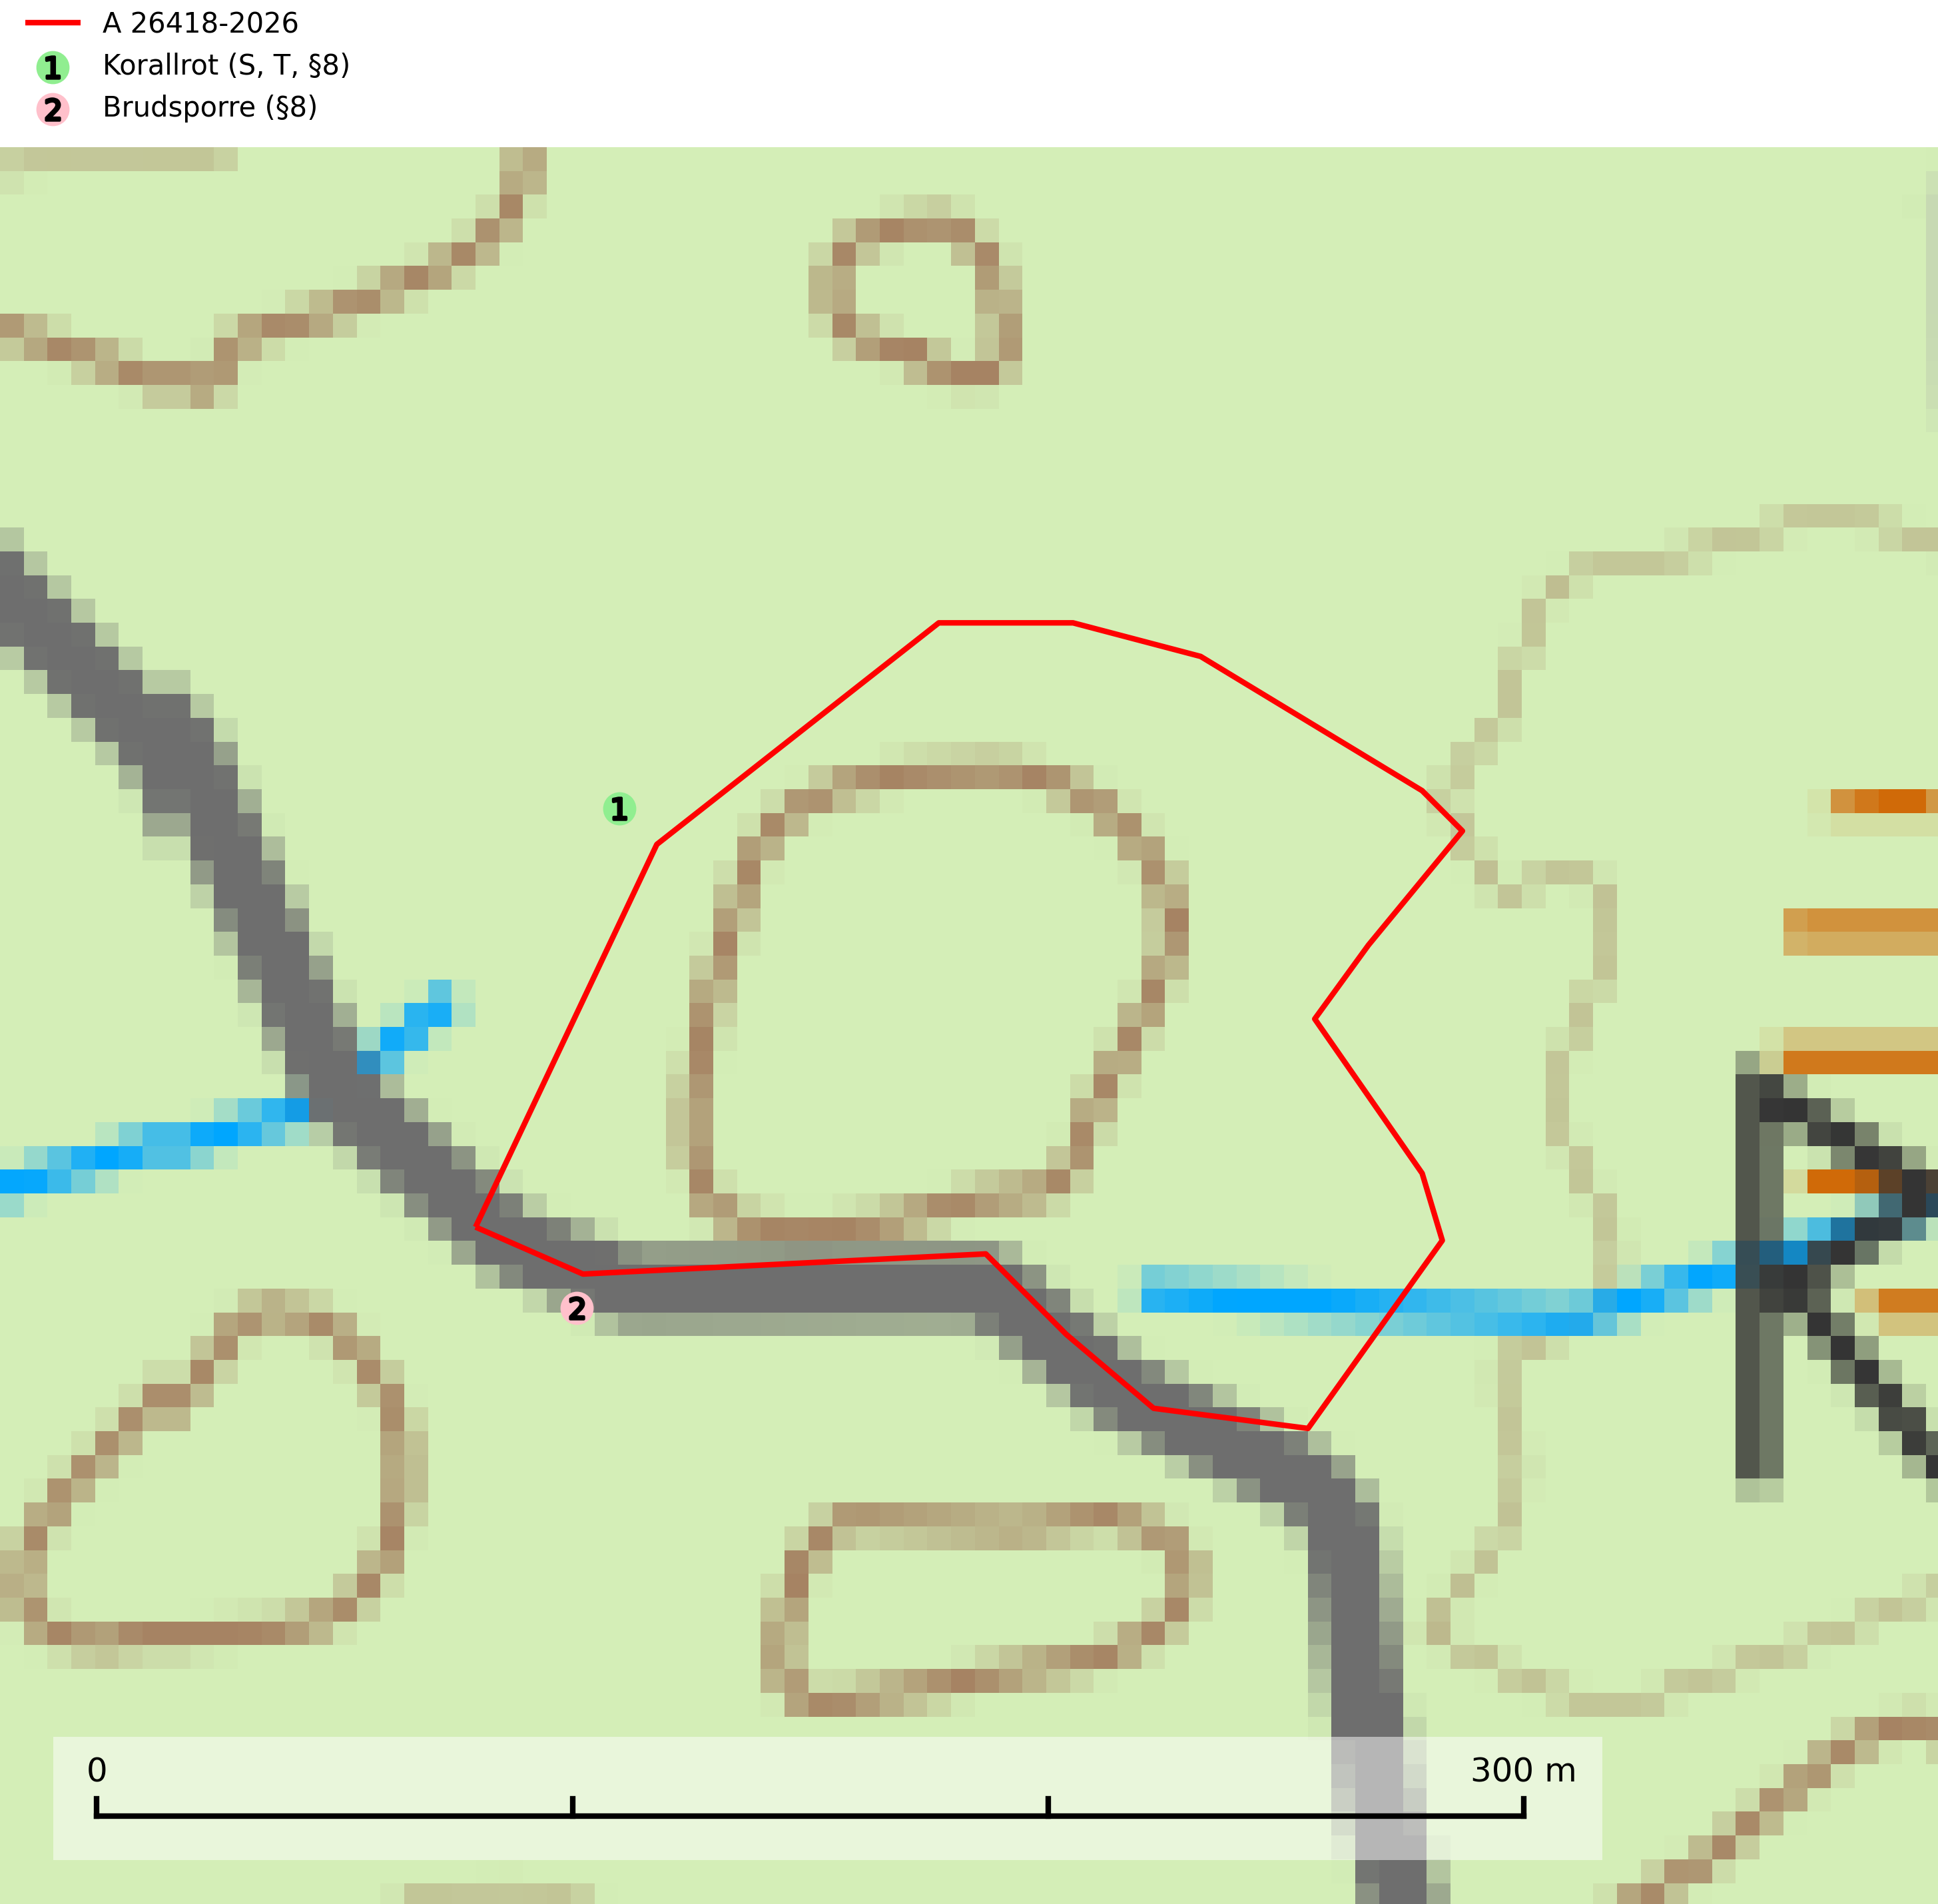 A 26418-2026
1 Korallrot (S, T, §8)
2 Brudsporre (§8)
1
2
0 300 m